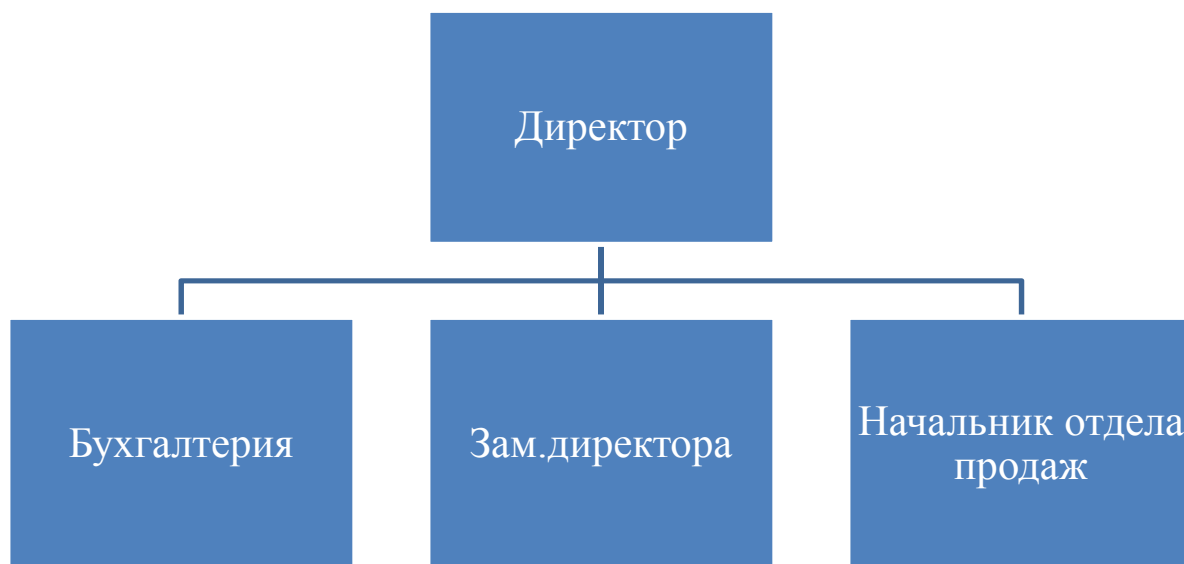 Директор
Бухгалтерия
Зам.директора
Начальник отдела
продаж